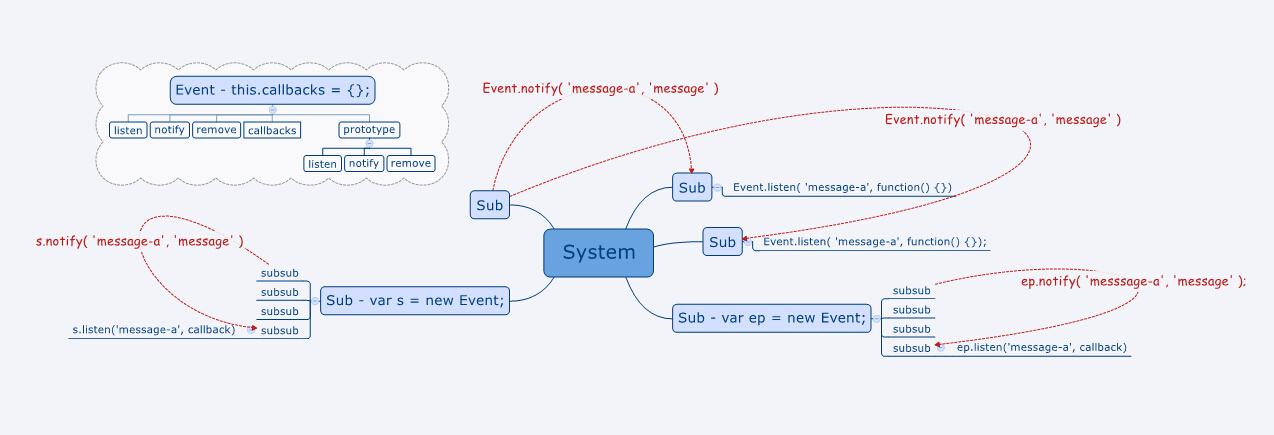 Event - this.callbacks = {};
listen
notify
remove
callbacks
prototype
listen
notify
remove
Event.notify( 'message-a', 'message' )
Event.notify( 'message-a', 'message' )
Sub
Sub
Event.listen( 'message-a', function() {})
Sub
Event.listen( 'message-a', function() {});
System
s.notify( 'message-a', 'message' )
subsub
subsub
subsub
subsub
s.listen('message-a', callback)
Sub - var s = new Event;
Sub - var ep = new Event;
subsub
subsub
subsub
subsub
ep.notify( 'messsage-a', 'message' );
ep.listen('message-a', callback)